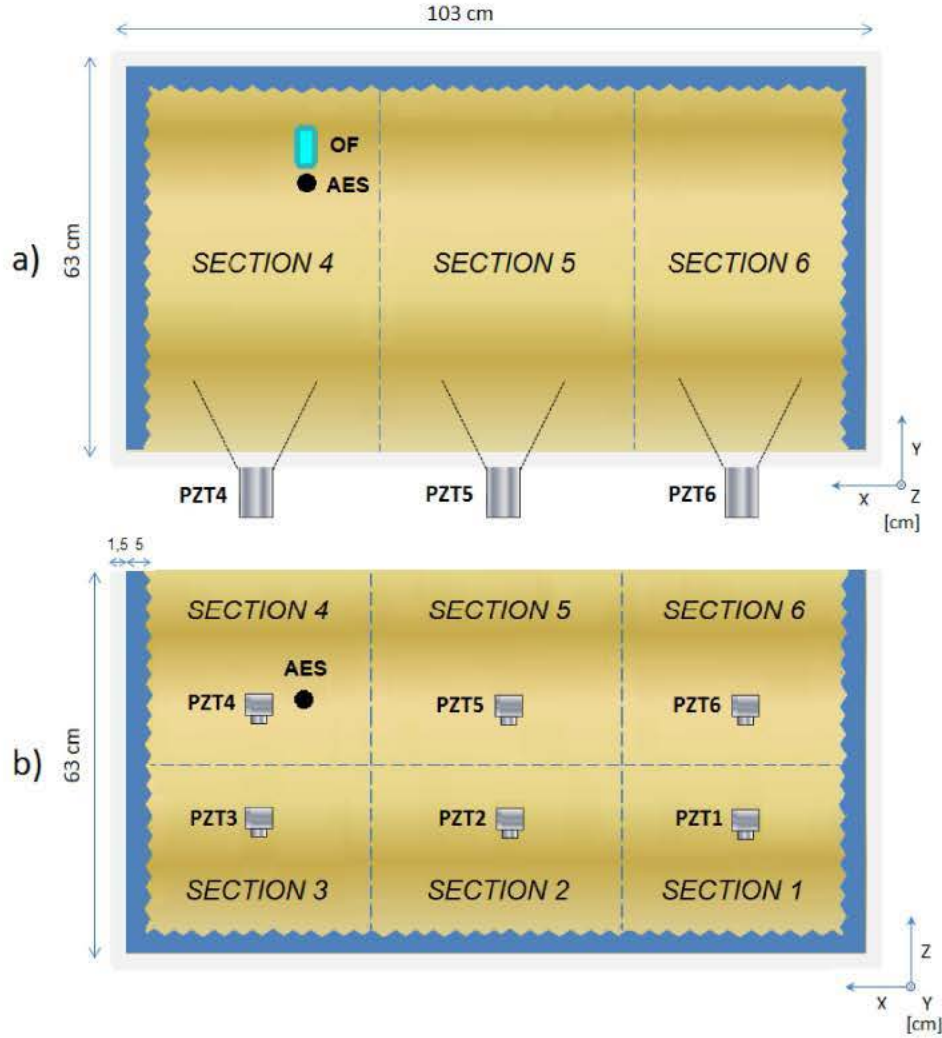 103 cm
63 cm
a)
OF
AES
SECTION 4 SECTION 5 SECTION 6
PZT4 PZT5 PZT6
Y
X Z
[cm]
1,5 5
63 cm
b)
SECTION 4 SECTION 5 SECTION 6
AES
PZT4 PZT5 PZT6
PZT3 PZT2 PZT1
SECTION 3 SECTION 2 SECTION 1
Z
X Y
[cm]